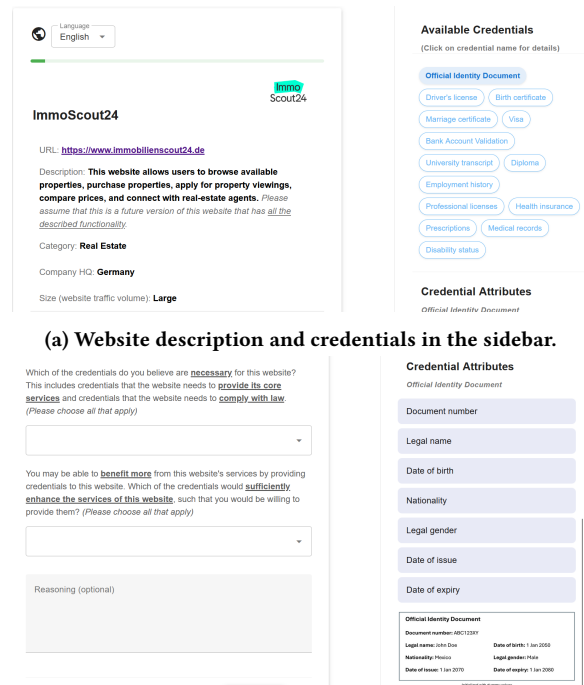 Language
English
Immo
Scout24
ImmoScout24
URL: https://www.immobilienscout24.de
Description: This website allows users to browse available
properties, purchase properties, apply for property viewings,
compare prices, and connect with real-estate agents. Please
assume that this is a future version of this website that has all the
described functionality.
Category: Real Estate
Company HQ: Germany
Size (website traffic volume): Large
Available Credentials
(Click on credential name for details)
Official Identity Document
Driver's license Birth certificate
Marriage certificate Visa
Bank Account Validation
University transcript Diploma
Employment history
Professional licenses Health insurance
Prescriptions Medical records
Disability status
Credential Attributes
Official Identity Document
(a) Website description and credentials in the sidebar.
Which of the credentials do you believe are necessary for this website?
This includes credentials that the website needs to provide its core
services and credentials that the website needs to comply with law.
(Please choose all that apply)
You may be able to benefit more from this website's services by providing
credentials to this website. Which of the credentials would sufficiently
enhance the services of this website, such that you would be willing to
provide them? (Please choose all that apply)
Reasoning (optional)
Credential Attributes
Official Identity Document
Document number
Legal name
Date of birth
Nationality
Legal gender
Date of issue
Date of expiry
Official Identity Document
Document number: ABC123XY
Legal name: John Doe Date of birth: 1 Jan 2050
Nationality: Mexico Legal gender: Male
Date of issue: 1 Jan 2070 Date of expiry: 1 Jan 2080